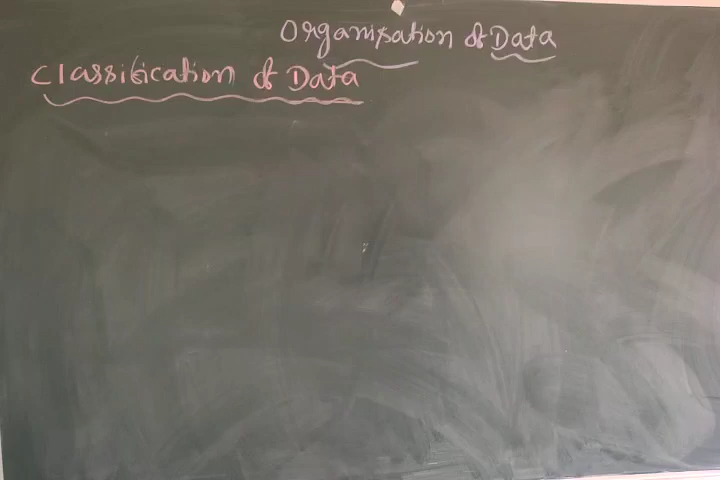 Organisation of Data
Classification of Data